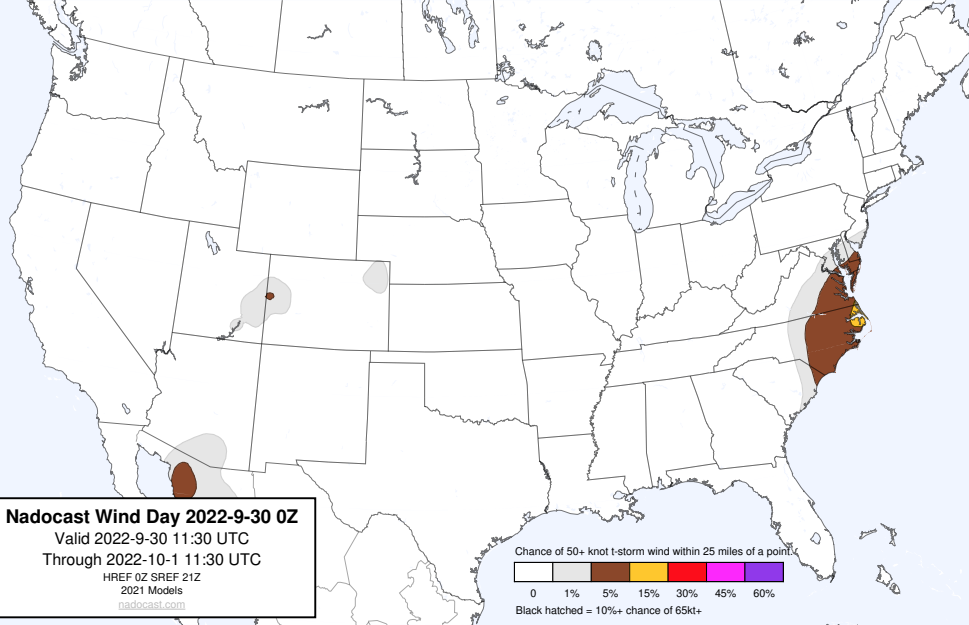 Nadocast Wind Day 2022-9-30 0Z
Valid 2022-9-30 11:30 UTC
Through 2022-10-1 11:30 UTC
HREF 0Z SREF 21Z
2021 Models
nadocast.com
Chance of 50+ knot t-storm wind within 25 miles of a point.
0 1% 5% 15% 30% 45% 60%
Black hatched = 10%+ chance of 65kt+